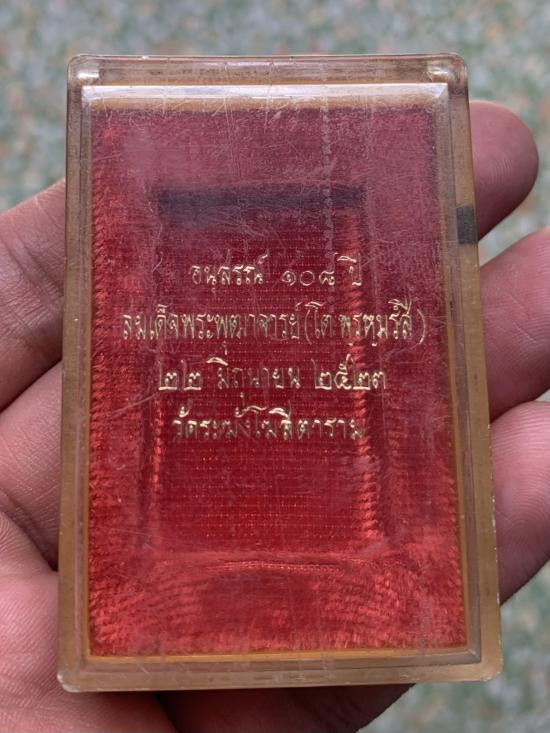 อนุสรณ์ ๑๐๘ ปี
สมเด็จพระพุฒาจารย์ (โต พรหมรังสี)
๒๒ มิถุนายน ๒๕๒๓
วัดระฆังโฆสิตาราม